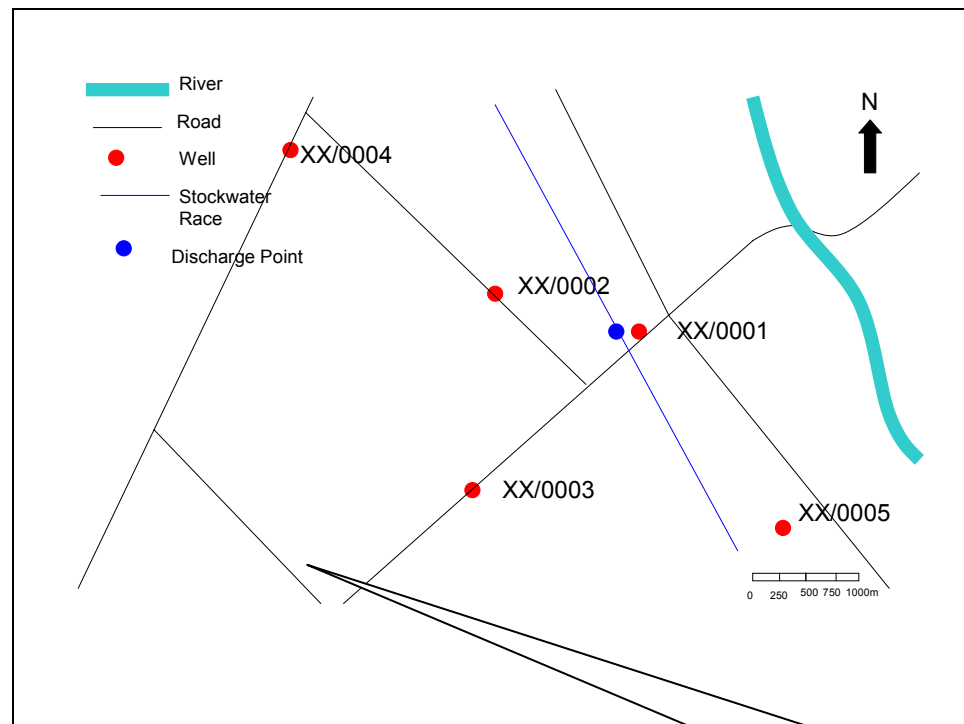 River
Road
Well
Stockwater
Race
Discharge Point
N
XX/0004
XX/0002
XX/0001
XX/0003
XX/0005
0 250 500 750 1000m